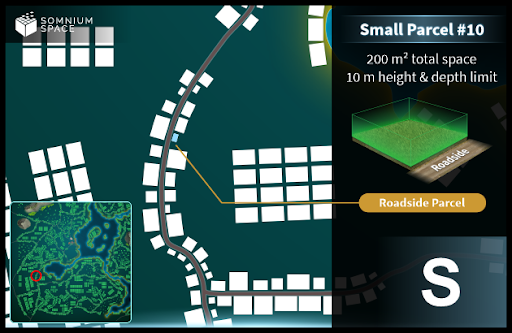 SOMNIUM
SPACE
Small Parcel #10
200 m² total space
10 m height & depth limit
Roadside
Roadside Parcel
S